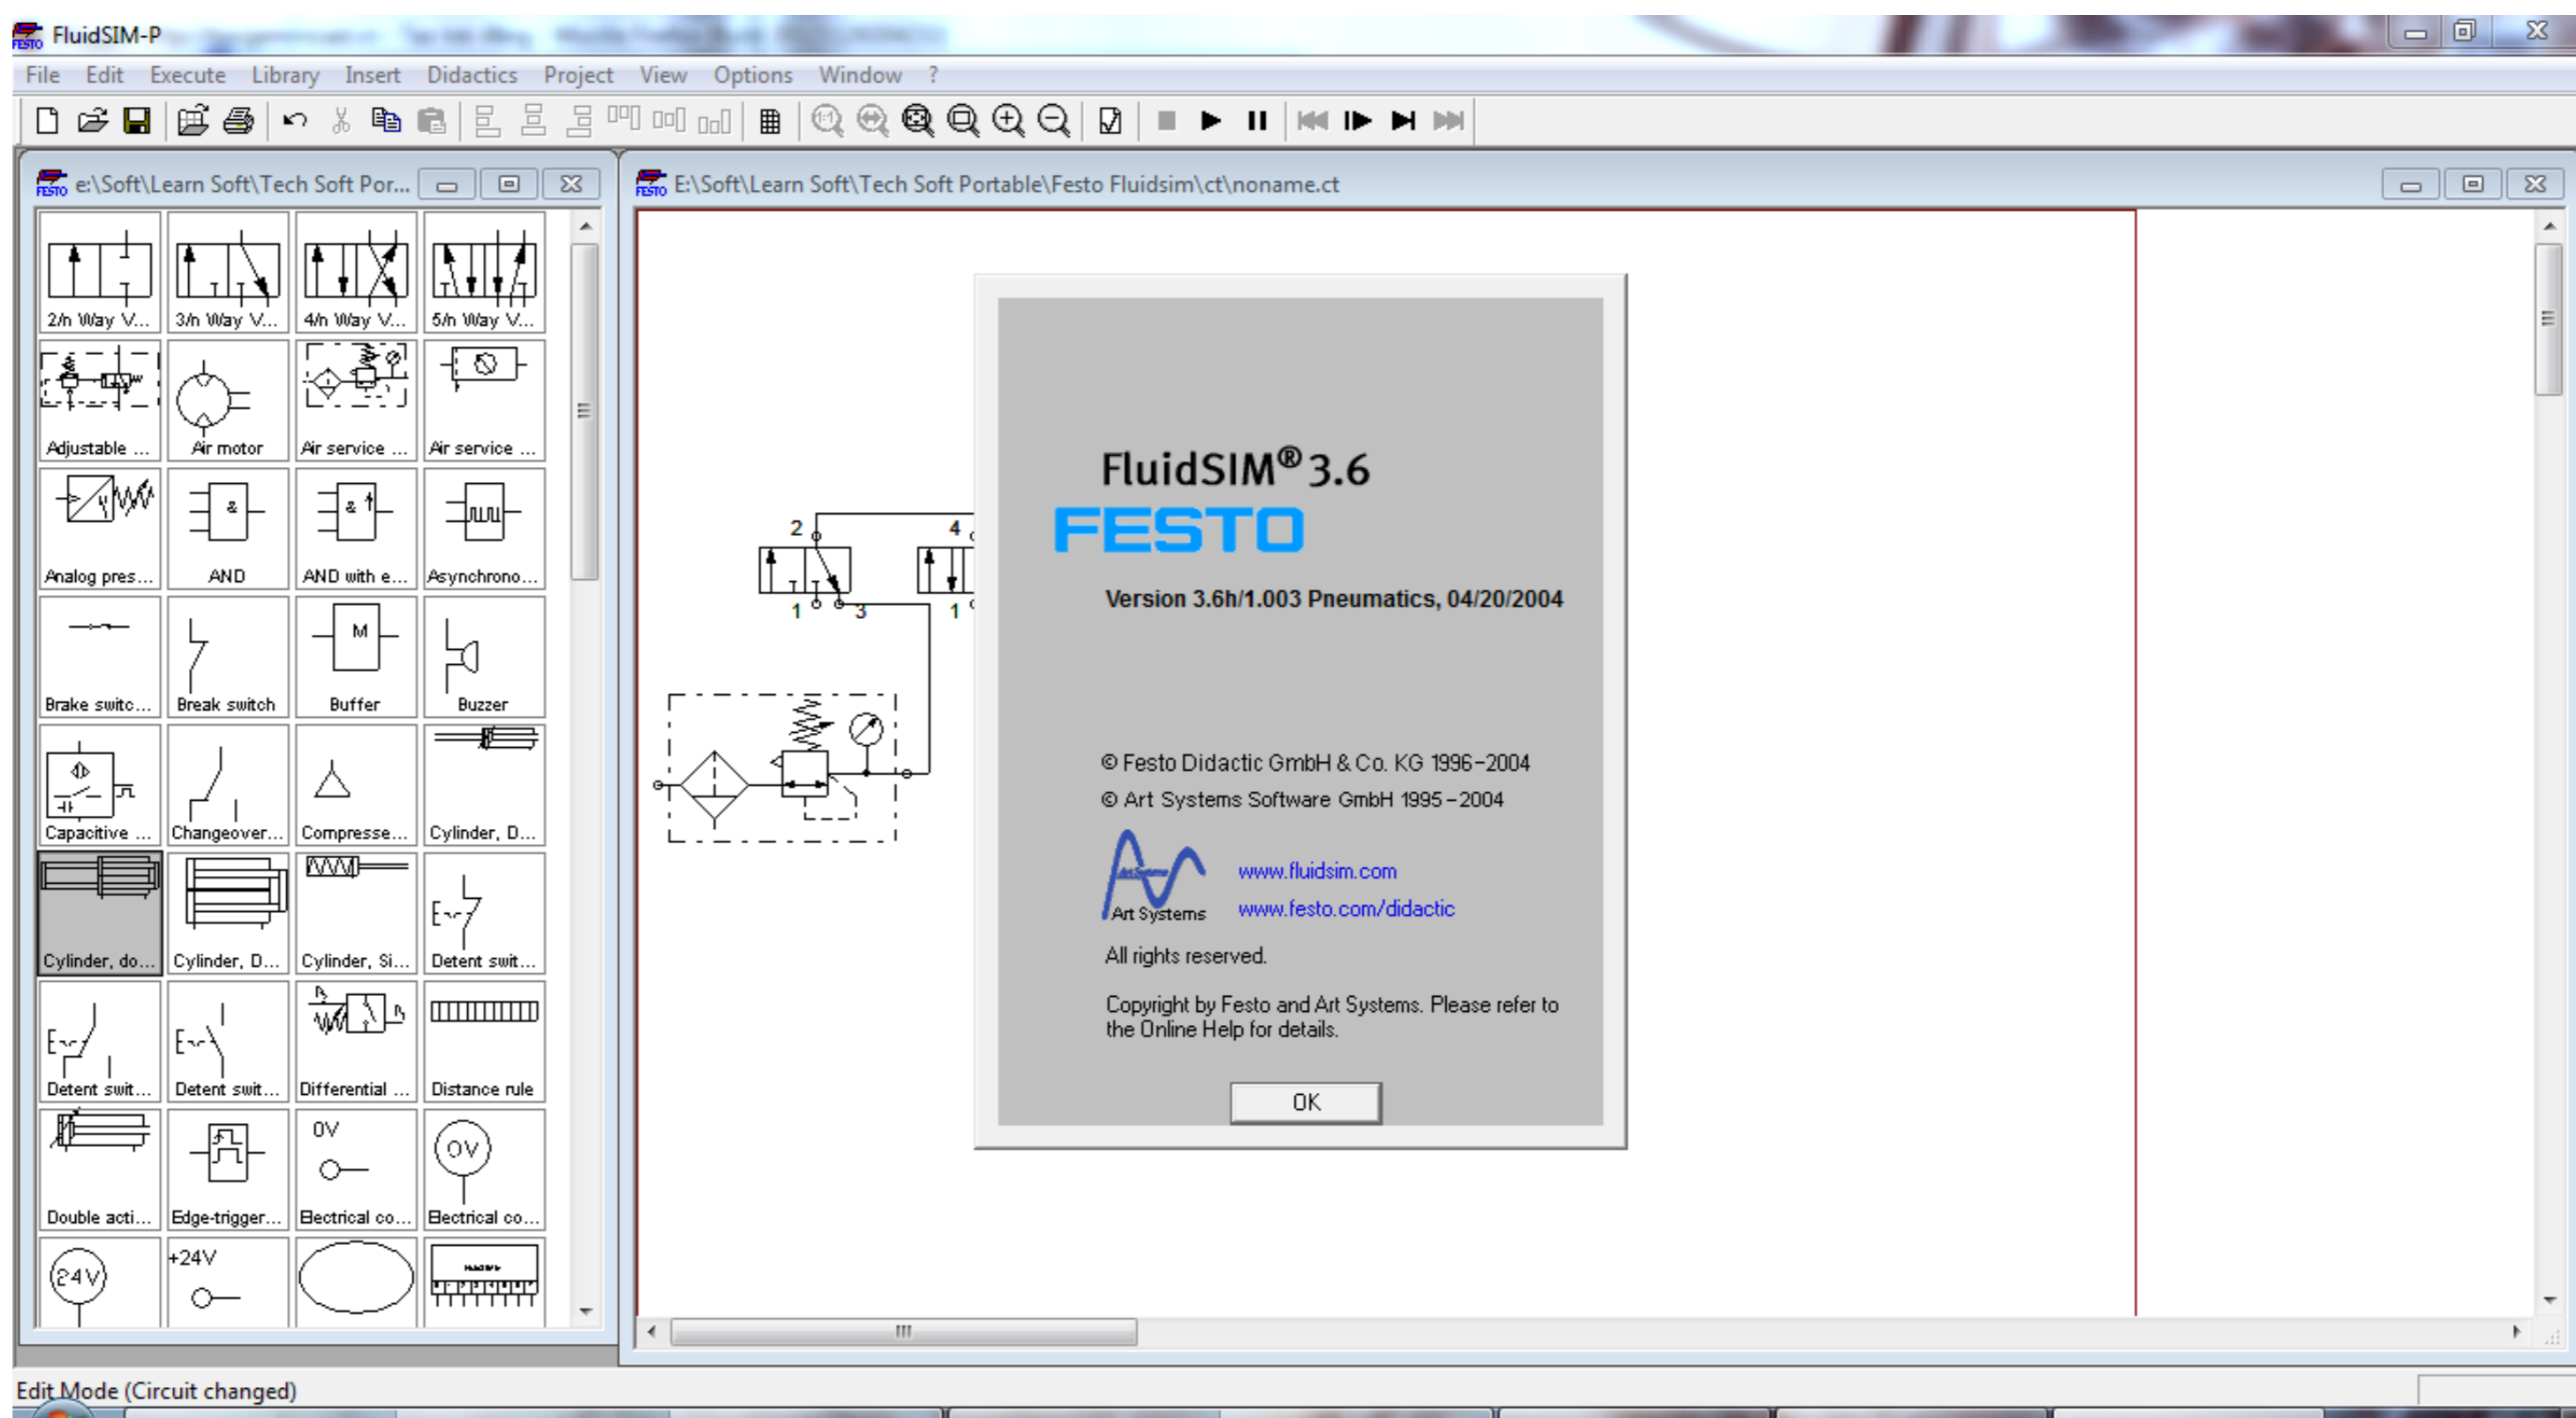 FESTO FluidSIM-P
File Edit Execute Library Insert Didactics Project View Options Window ?
FESTO e:\Soft\Learn Soft\Tech Soft Por...
2/n Way V... 3/n Way V... 4/n Way V... 5/n Way V...
Adjustable ... Air motor Air service ... Air service ...
& &
Analog pres... AND AND with e... Asynchrono...
M
Brake switc... Break switch Buffer Buzzer
Capacitive ... Changeover... Compresse... Cylinder, D...
Cylinder, do... Cylinder, D... Cylinder, Si... Detent swit...
Detent swit... Detent swit... Differential ... Distance rule
0V 0V
Double acti... Edge-trigger... Electrical co... Electrical co...
24V +24V
FESTO E:\Soft\Learn Soft\Tech Soft Portable\Festo Fluidsim\ct\noname.ct
2 4
1 3 1
FluidSIM® 3.6
FESTO
Version 3.6h/1.003 Pneumatics, 04/20/2004
© Festo Didactic GmbH & Co. KG 1996-2004
© Art Systems Software GmbH 1995-2004
Art Systems
www.fluidsim.com
www.festo.com/didactic
All rights reserved.
Copyright by Festo and Art Systems. Please refer to
the Online Help for details.
OK
Edit Mode (Circuit changed)